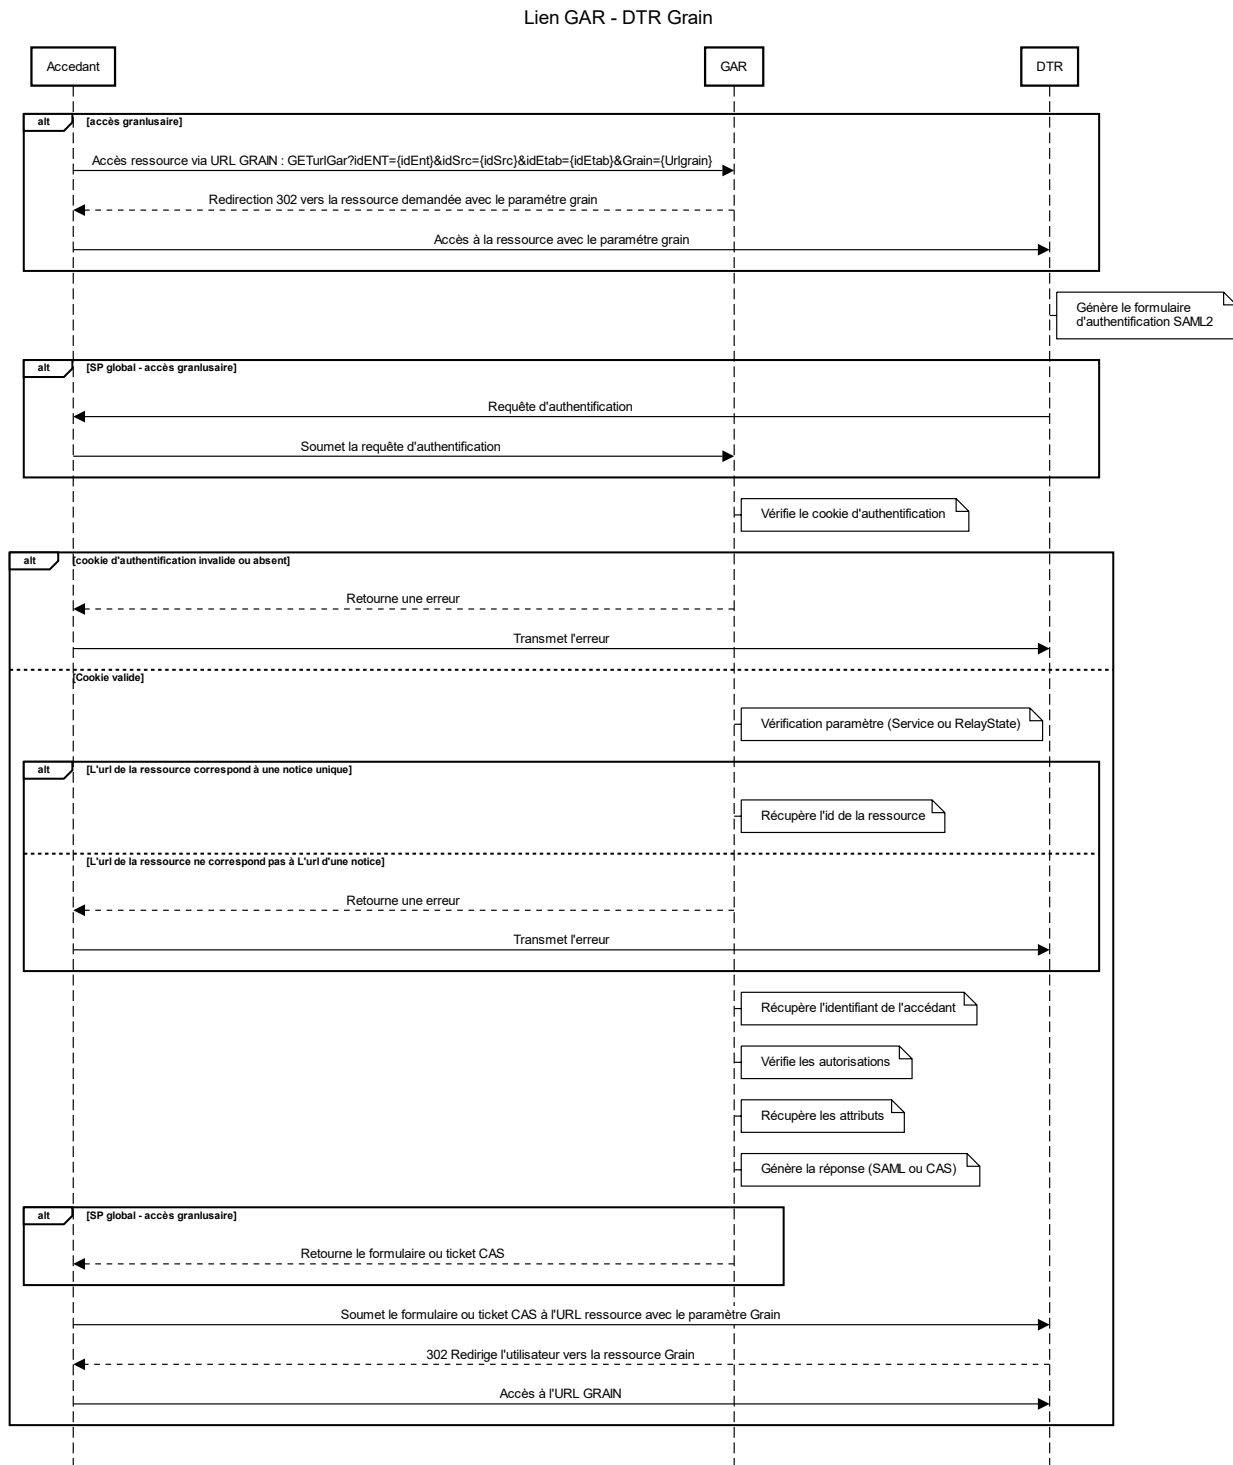 Lien GAR - DTR Grain
Accedant
GAR
DTR
alt
[accès granlusaire]
Accès ressource via URL GRAIN : GETurlGar?idENT={idEnt}&idSrc={idSrc}&idEtab={idEtab}&Grain={Urlgrain}
Redirection 302 vers la ressource demandée avec le paramétre grain
Accès à la ressource avec le paramétre grain
Génère le formulaire
d'authentification SAML2
alt
[SP global - accès granlusaire]
Requête d'authentification
Soumet la requête d'authentification
Vérifie le cookie d'authentification
alt
[cookie d'authentification invalide ou absent]
Retourne une erreur
Transmet l'erreur
[Cookie valide]
Vérification paramètre (Service ou RelayState)
alt
[L'url de la ressource correspond à une notice unique]
Récupère l'id de la ressource
[L'url de la ressource ne correspond pas à L'url d'une notice]
Retourne une erreur
Transmet l'erreur
Récupère l'identifiant de l'accédant
Vérifie les autorisations
Récupère les attributs
Génère la réponse (SAML ou CAS)
alt
[SP global - accès granlusaire]
Retourne le formulaire ou ticket CAS
Soumet le formulaire ou ticket CAS à l'URL ressource avec le paramètre Grain
302 Redirige l'utilisateur vers la ressource Grain
Accès à l'URL GRAIN